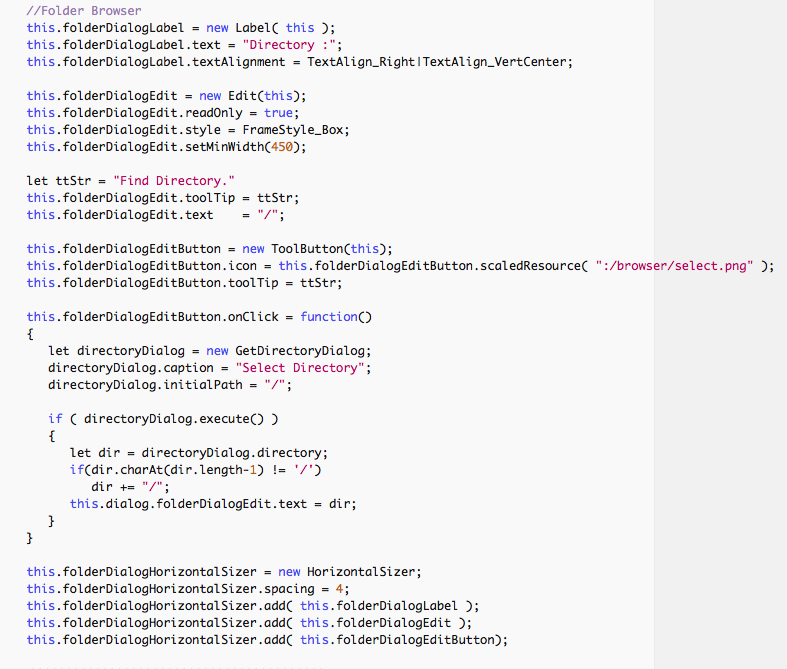 //Folder Browser
this.folderDialogLabel = new Label( this );
this.folderDialogLabel.text = "Directory :";
this.folderDialogLabel.textAlignment = TextAlign_Right|TextAlign_VertCenter;

this.folderDialogEdit = new Edit(this);
this.folderDialogEdit.readOnly = true;
this.folderDialogEdit.style = FrameStyle_Box;
this.folderDialogEdit.setMinWidth(450);

let ttStr = "Find Directory."
this.folderDialogEdit.toolTip = ttStr;
this.folderDialogEdit.text    = "/";

this.folderDialogEditButton = new ToolButton(this);
this.folderDialogEditButton.icon = this.folderDialogEditButton.scaledResource( ":/browser/select.png" );
this.folderDialogEditButton.toolTip = ttStr;

this.folderDialogEditButton.onClick = function()
{
   let directoryDialog = new GetDirectoryDialog;
   directoryDialog.caption = "Select Directory";
   directoryDialog.initialPath = "/";

   if ( directoryDialog.execute() )
   {
      let dir = directoryDialog.directory;
      if(dir.charAt(dir.length-1) != '/')
         dir += "/";
      this.dialog.folderDialogEdit.text = dir;
   }
}

this.folderDialogHorizontalSizer = new HorizontalSizer;
this.folderDialogHorizontalSizer.spacing = 4;
this.folderDialogHorizontalSizer.add( this.folderDialogLabel );
this.folderDialogHorizontalSizer.add( this.folderDialogEdit );
this.folderDialogHorizontalSizer.add( this.folderDialogEditButton);